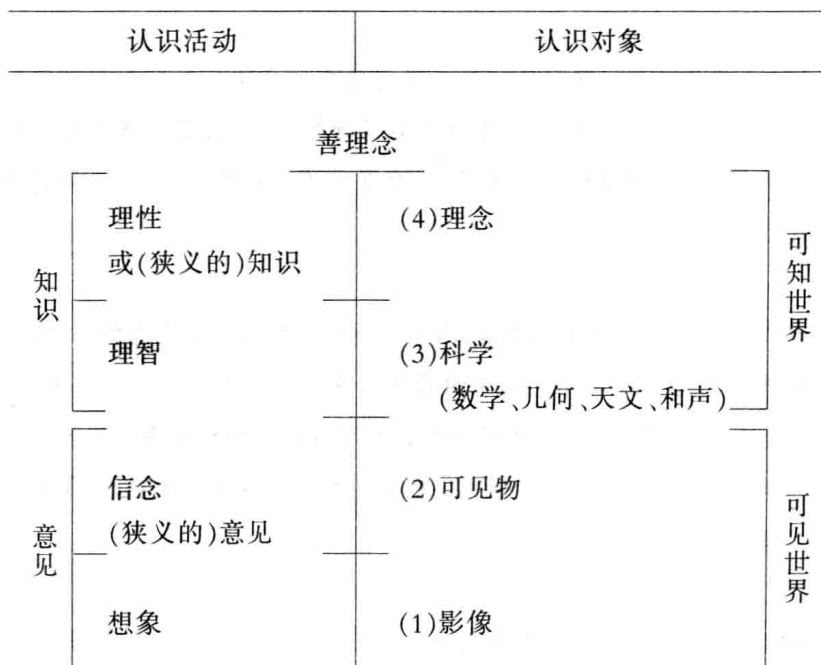 认识活动 认识对象
善理念
理性 (4)理念
或(狭义的)知识
知识
可知世界
理智 (3)科学
(数学、几何、天文、和声)
信念 (2)可见物
(狭义的)意见
意见
可见世界
想象 (1)影像